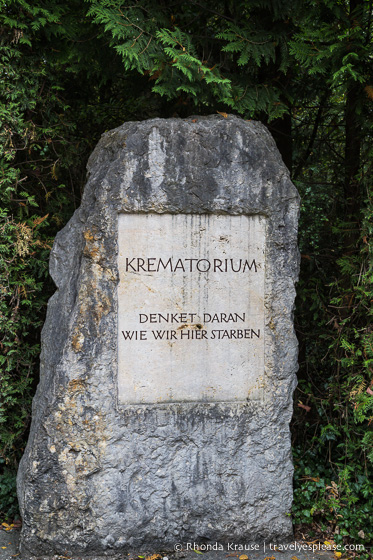 KREMATORIUM
DENKET DARAN
WIE WIR HIER STARBEN
© Rhonda Krause | travelyesplease.com